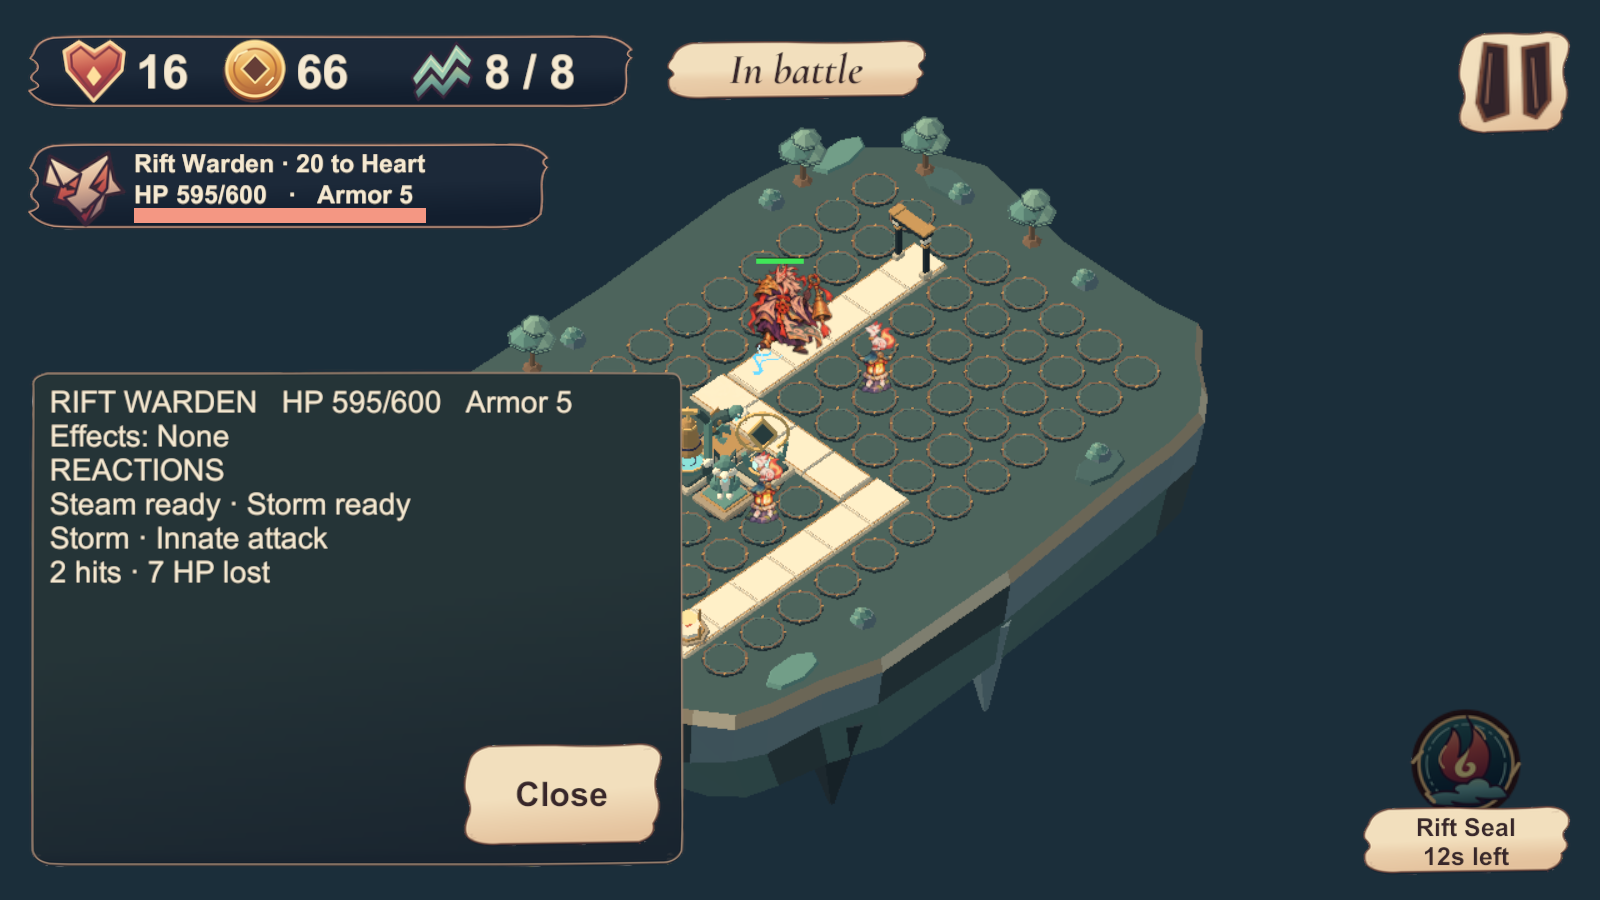 16
66
8 / 8
In battle
Rift Warden · 20 to Heart
HP 595/600 · Armor 5
RIFT WARDEN HP 595/600 Armor 5
Effects: None
REACTIONS
Steam ready · Storm ready
Storm · Innate attack
2 hits · 7 HP lost
Close
Rift Seal
12s left